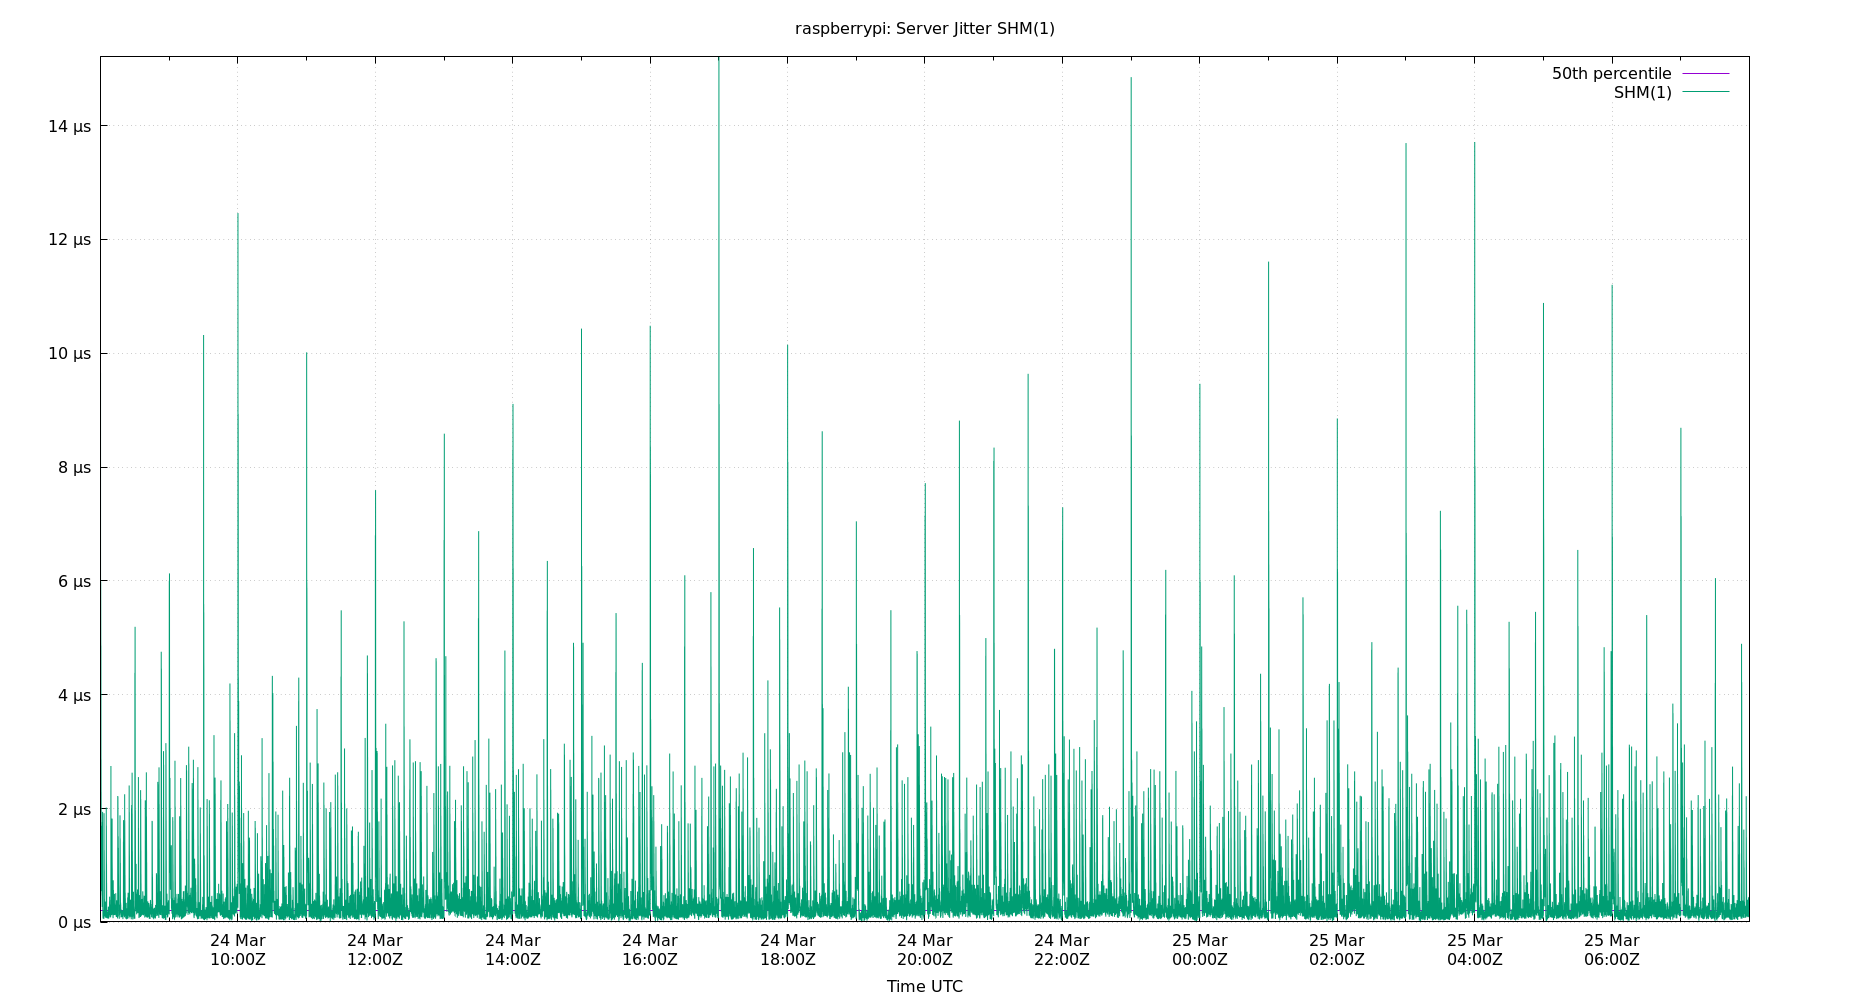 raspberrypi: Server Jitter SHM(1)
50th percentile
SHM(1)
14 µs
12 µs
10 µs
8 µs
6 µs
4 µs
2 µs
0 µs
24 Mar 24 Mar 24 Mar 24 Mar 24 Mar 24 Mar 24 Mar 25 Mar 25 Mar 25 Mar 25 Mar
10:00Z 12:00Z 14:00Z 16:00Z 18:00Z 20:00Z 22:00Z 00:00Z 02:00Z 04:00Z 06:00Z
Time UTC